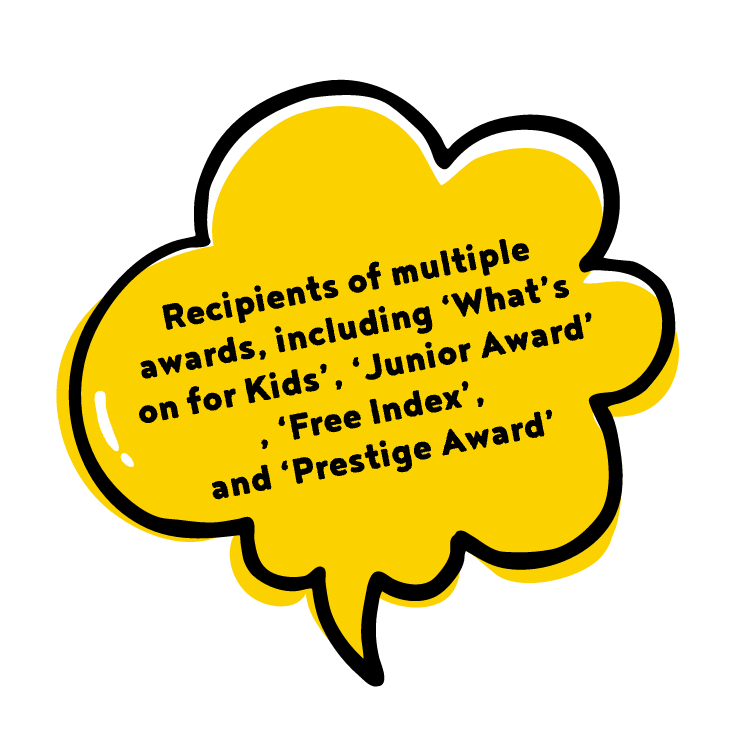 Recipients of multiple
awards, including ‘What’s
on for Kids’, ‘Junior Award’
, ‘Free Index’,
and ‘Prestige Award’